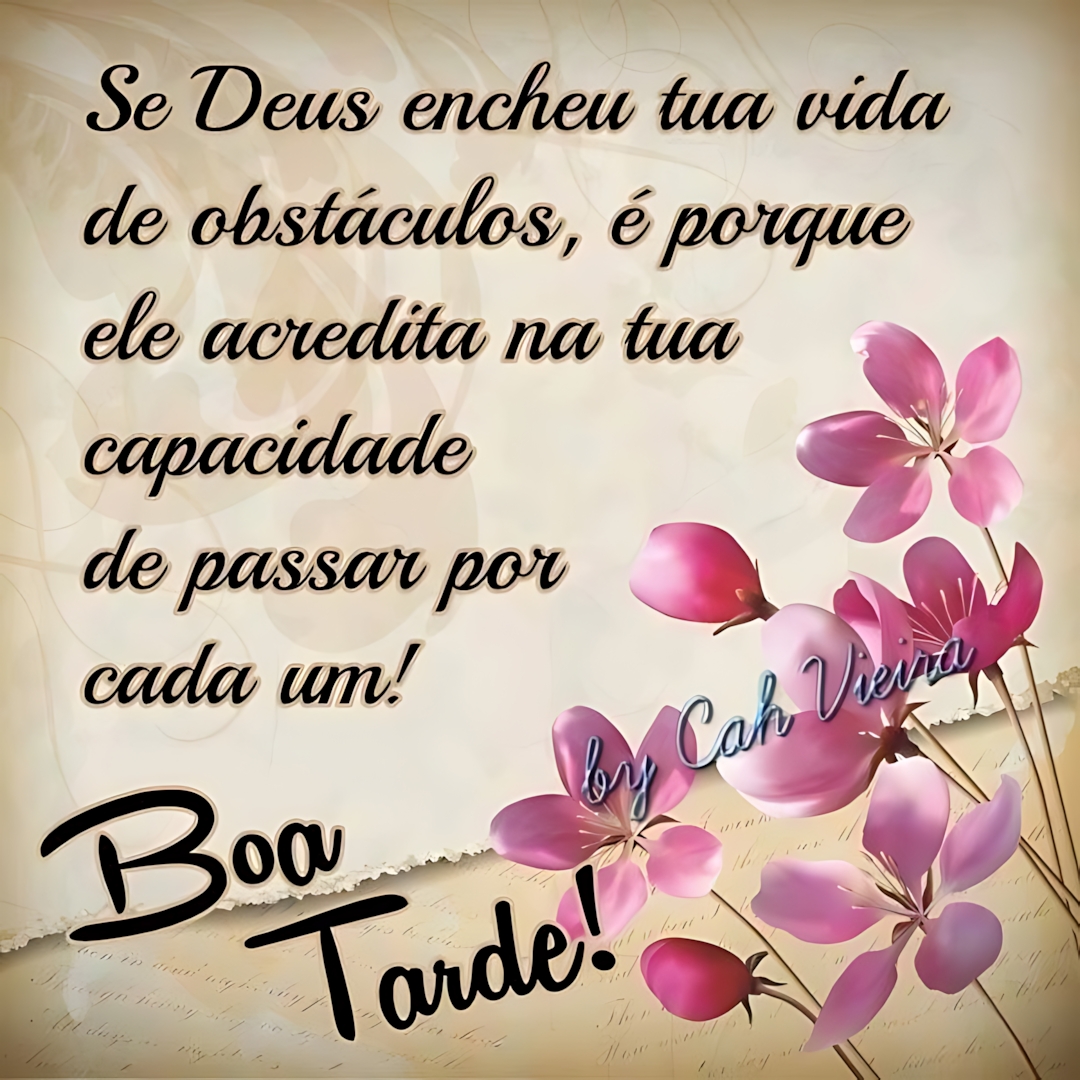 Se Deus encheu tua vida
de obstáculos, é porque
ele acredita na tua
capacidade
de passar por
cada um!
by Cah Vieira
Boa
Tarde!